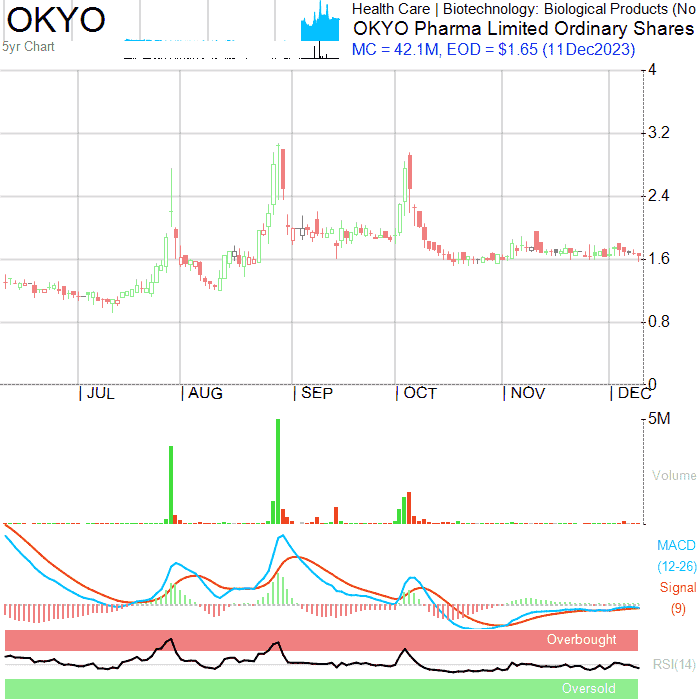 OKYO
5yr Chart
Health Care | Biotechnology: Biological Products (No
OKYO Pharma Limited Ordinary Shares
MC = 42.1M, EOD = $1.65 (11Dec2023)
4
3.2
2.4
1.6
0.8
0
| JUL | AUG | SEP | OCT | NOV | DEC
5M
Volume
MACD
(12-26)
Signal
(9)
Overbought
RSI(14)
Oversold